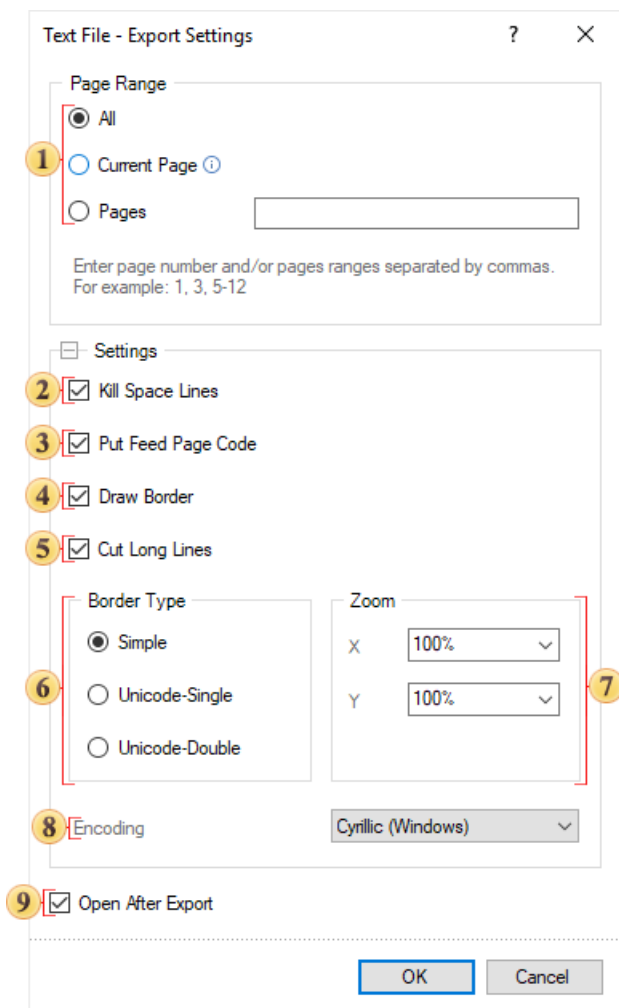 Text File - Export Settings ? ×
Page Range
All
1 Current Page
Pages
Enter page number and/or pages ranges separated by commas.
For example: 1, 3, 5-12
Settings
2 Kill Space Lines
3 Put Feed Page Code
4 Draw Border
5 Cut Long Lines
Border Type Zoom
Simple X 100%
6 Unicode-Single Y 100% 7
Unicode-Double
8 Encoding Cyrillic (Windows)
9 Open After Export
OK Cancel